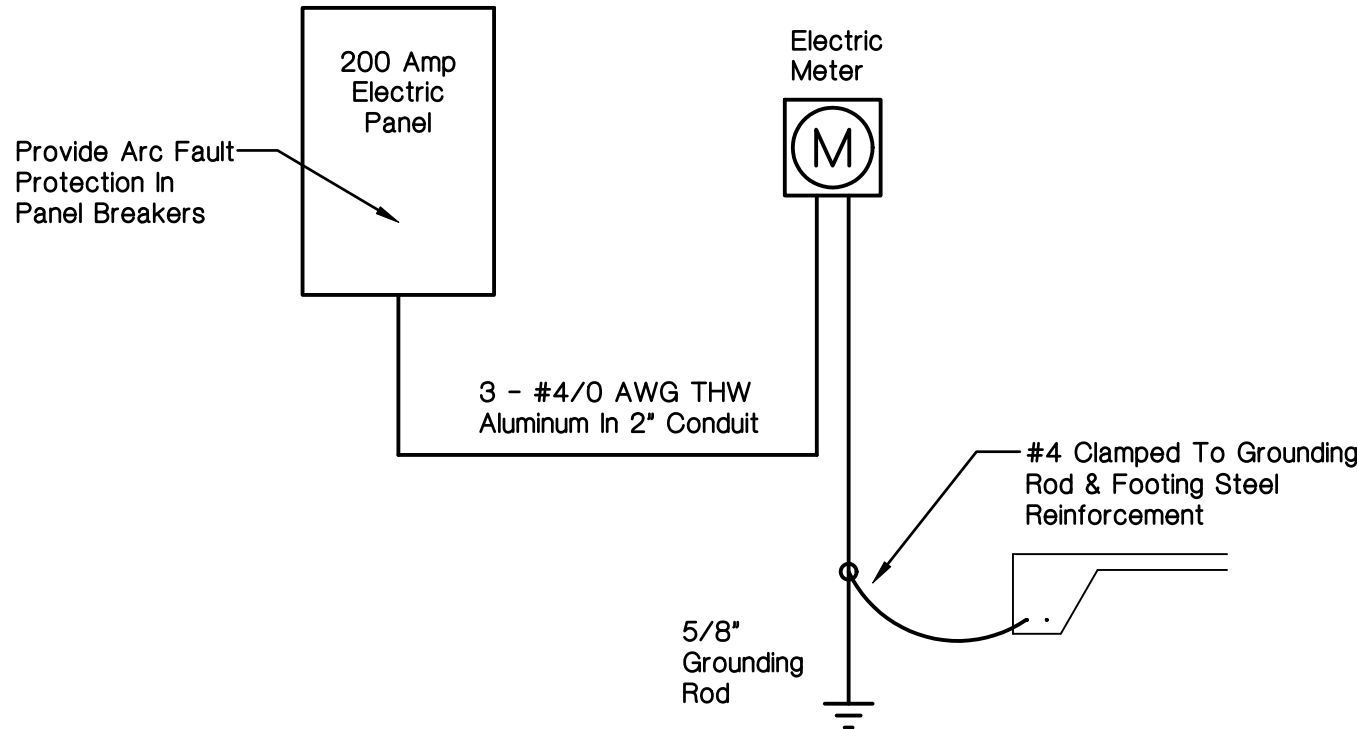 200 Amp
Electric
Panel
Electric
Meter
M
Provide Arc Fault
Protection In
Panel Breakers
3 - #4/0 AWG THW
Aluminum In 2" Conduit
#4 Clamped To Grounding
Rod & Footing Steel
Reinforcement
5/8"
Grounding
Rod